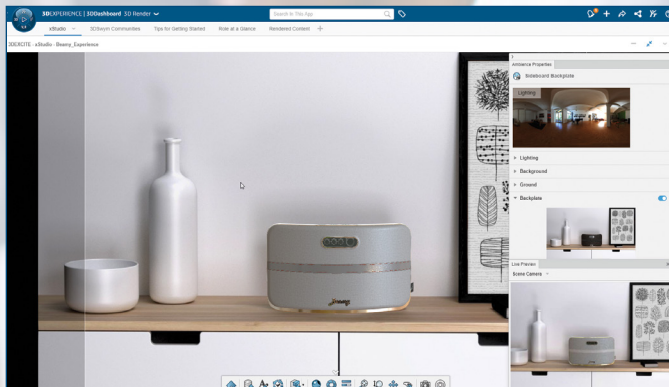 3DEXPERIENCE | 3DDashboard 3D Render
Search In This App
xStudio
3DSwym Communities
Tips for Getting Started
Role at a Glance
Rendered Content
3DEXCITE - xStudio - Beamy_Experience
Ambience Properties
Sideboard Backplate
Lighting
Lighting
Background
Ground
Backplate
Live Preview
Scene Camera